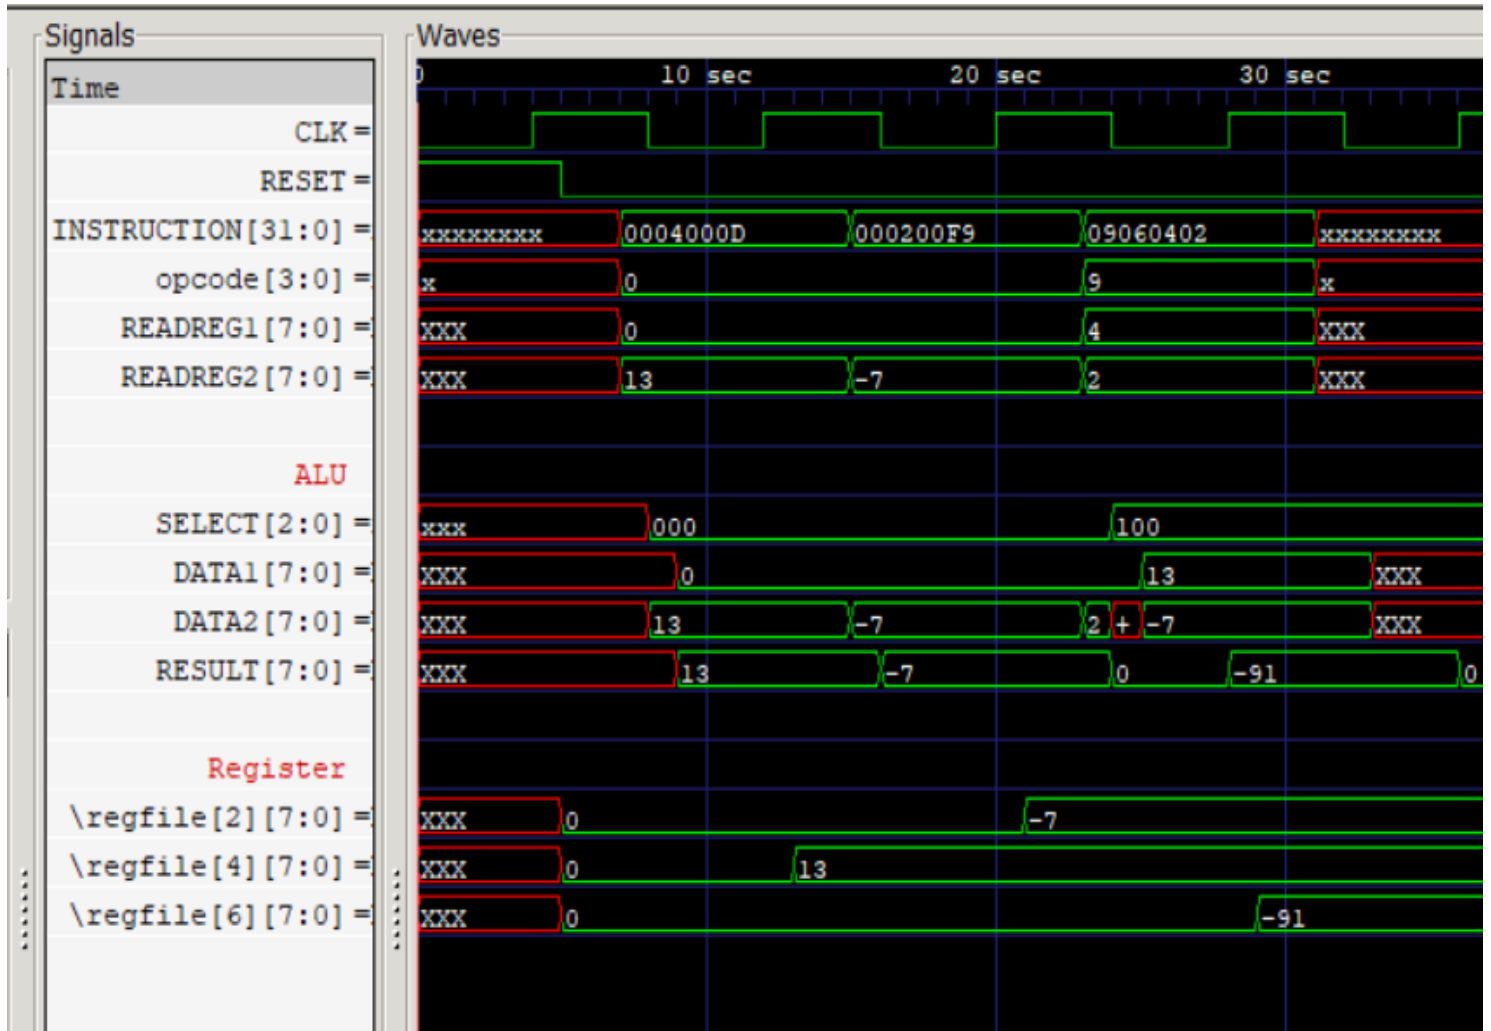 Signals Waves
Time 0 10 sec 20 sec 30 sec
CLK =
RESET =
INSTRUCTION[31:0] = xxxxxxxx 0004000D 000200F9 09060402 xxxxxxxx
opcode[3:0] = x 0 9 x
READREG1[7:0] = XXX 0 4 XXX
READREG2[7:0] = XXX 13 -7 2 XXX
ALU
SELECT[2:0] = xxx 000 100
DATA1[7:0] = XXX 0 13 XXX
DATA2[7:0] = XXX 13 -7 2 + -7 XXX
RESULT[7:0] = XXX 13 -7 0 -91 0
Register
\regfile[2][7:0] = XXX 0 -7
\regfile[4][7:0] = XXX 0 13
\regfile[6][7:0] = XXX 0 -91